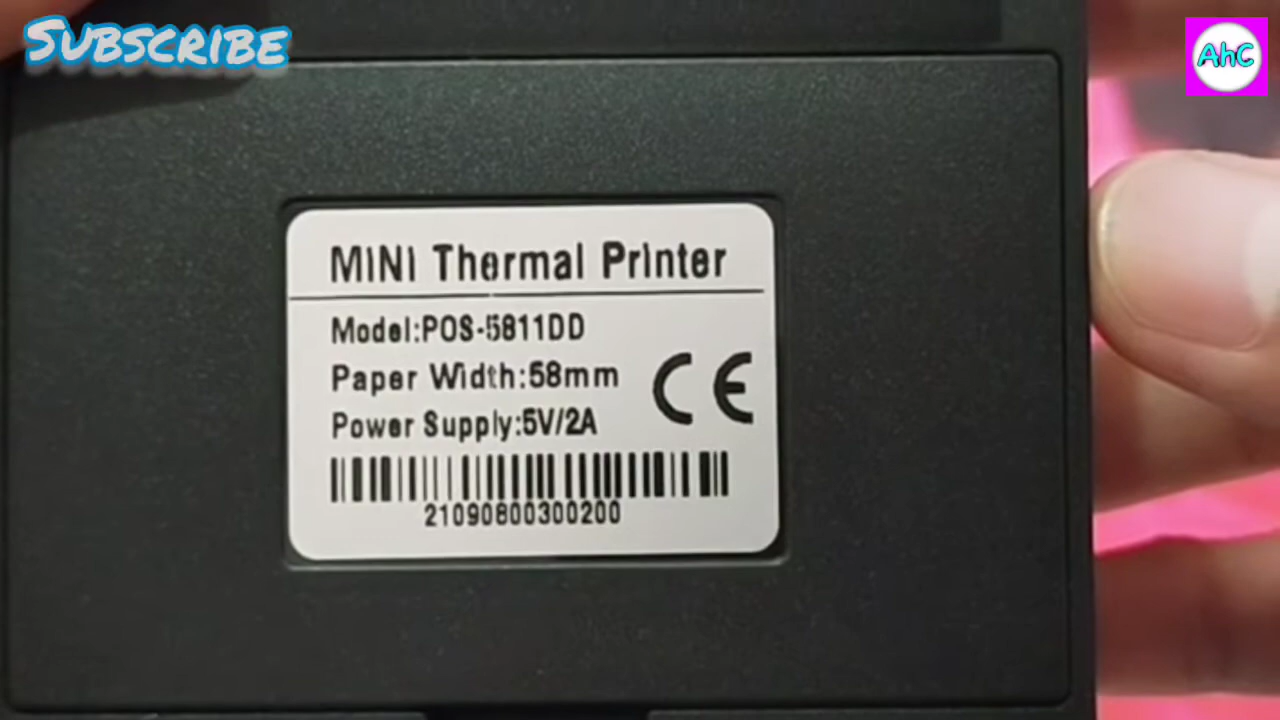 SUBSCRIBE
AhC
MINI Thermal Printer
Model:POS-5811DD
Paper Width:58mm
Power Supply:5V/2A
CE
21090800300200